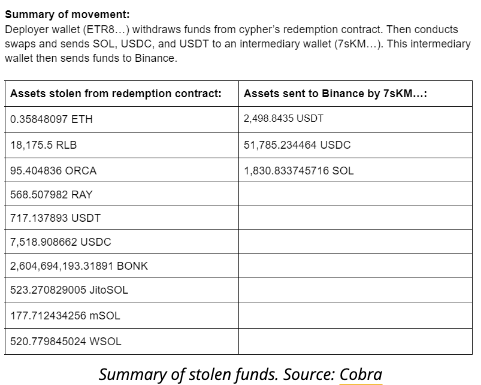 Summary of movement:
Deployer wallet (ETR8…) withdraws funds from cypher's redemption contract. Then conducts
swaps and sends SOL, USDC, and USDT to an intermediary wallet (7sKM…). This intermediary
wallet then sends funds to Binance.
Assets stolen from redemption contract: Assets sent to Binance by 7sKM…:
0.35848097 ETH 2,498.8435 USDT
18,175.5 RLB 51,785.234464 USDC
95.404836 ORCA 1,830.833745716 SOL
568.507982 RAY
717.137893 USDT
7,518.908662 USDC
2,604,694,193.31891 BONK
523.270829005 JitoSOL
177.712434256 mSOL
520.779845024 WSOL
Summary of stolen funds. Source: Cobra